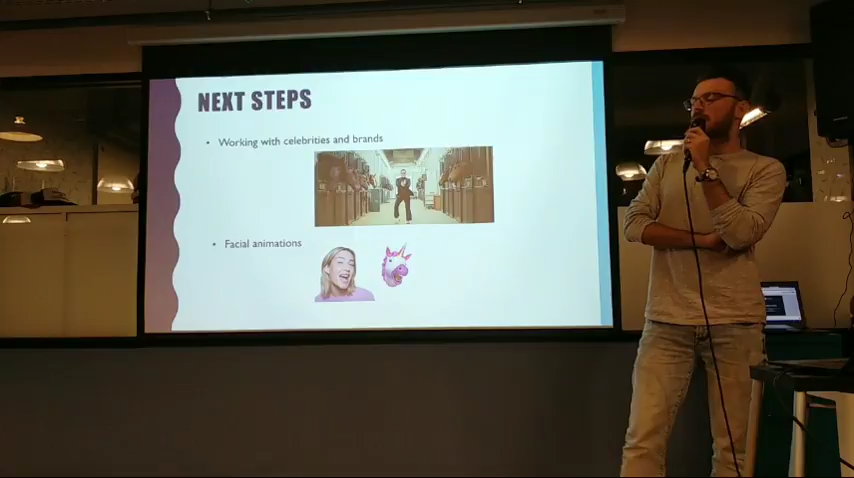 NEXT STEPS
• Working with celebrities and brands
• Facial animations